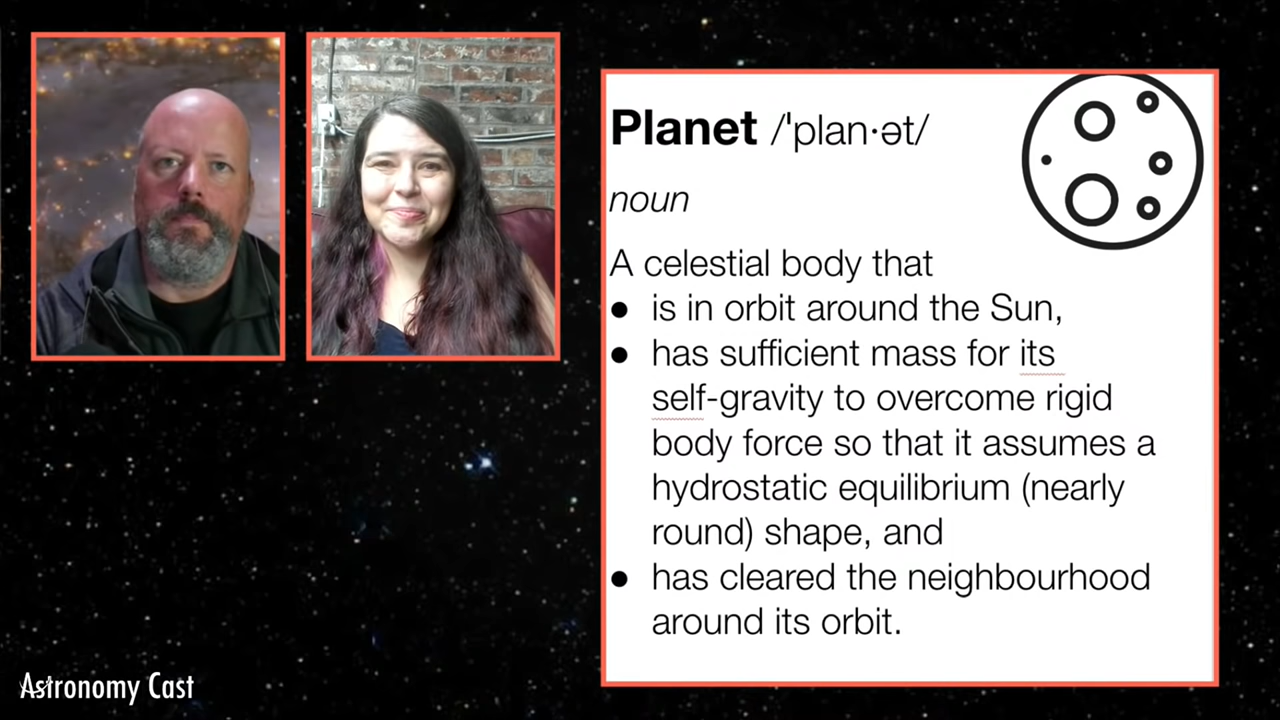 Planet /'plan·ət/
noun
A celestial body that
● is in orbit around the Sun,
● has sufficient mass for its
self-gravity to overcome rigid
body force so that it assumes a
hydrostatic equilibrium (nearly
round) shape, and
● has cleared the neighbourhood
around its orbit.
Astronomy Cast